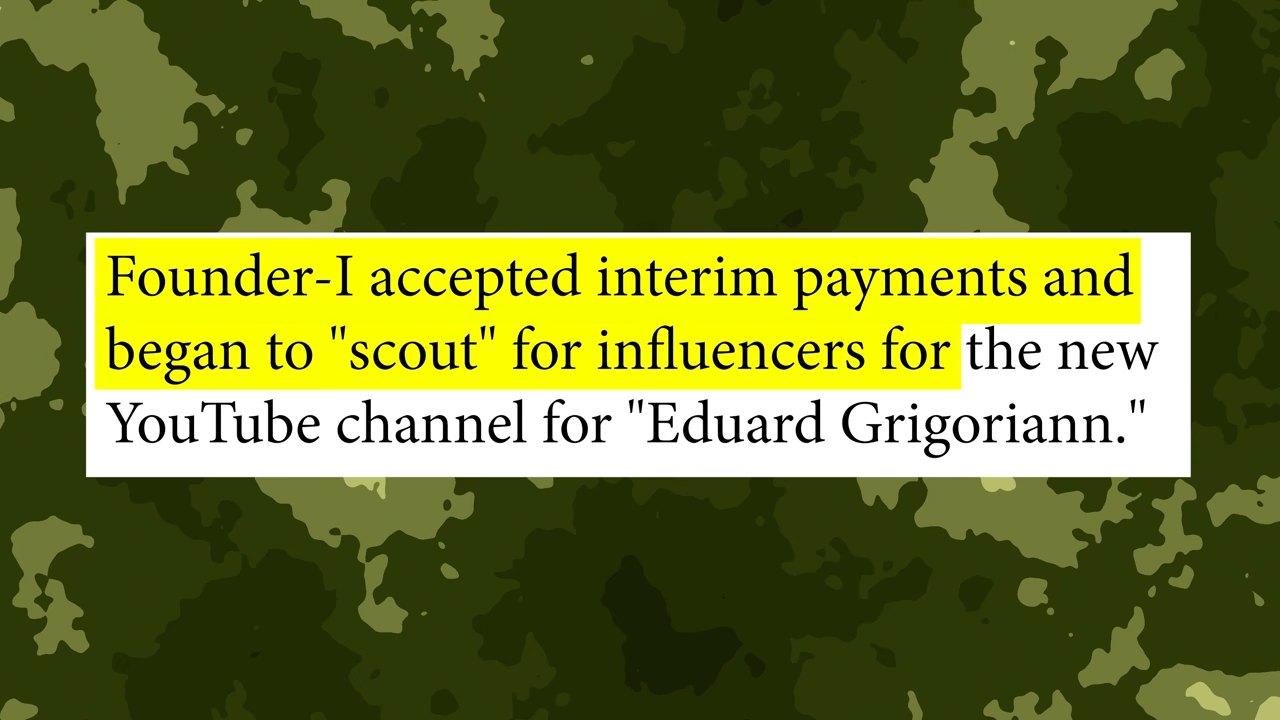 Founder-I accepted interim payments and
began to "scout" for influencers for the new
YouTube channel for "Eduard Grigoriann."